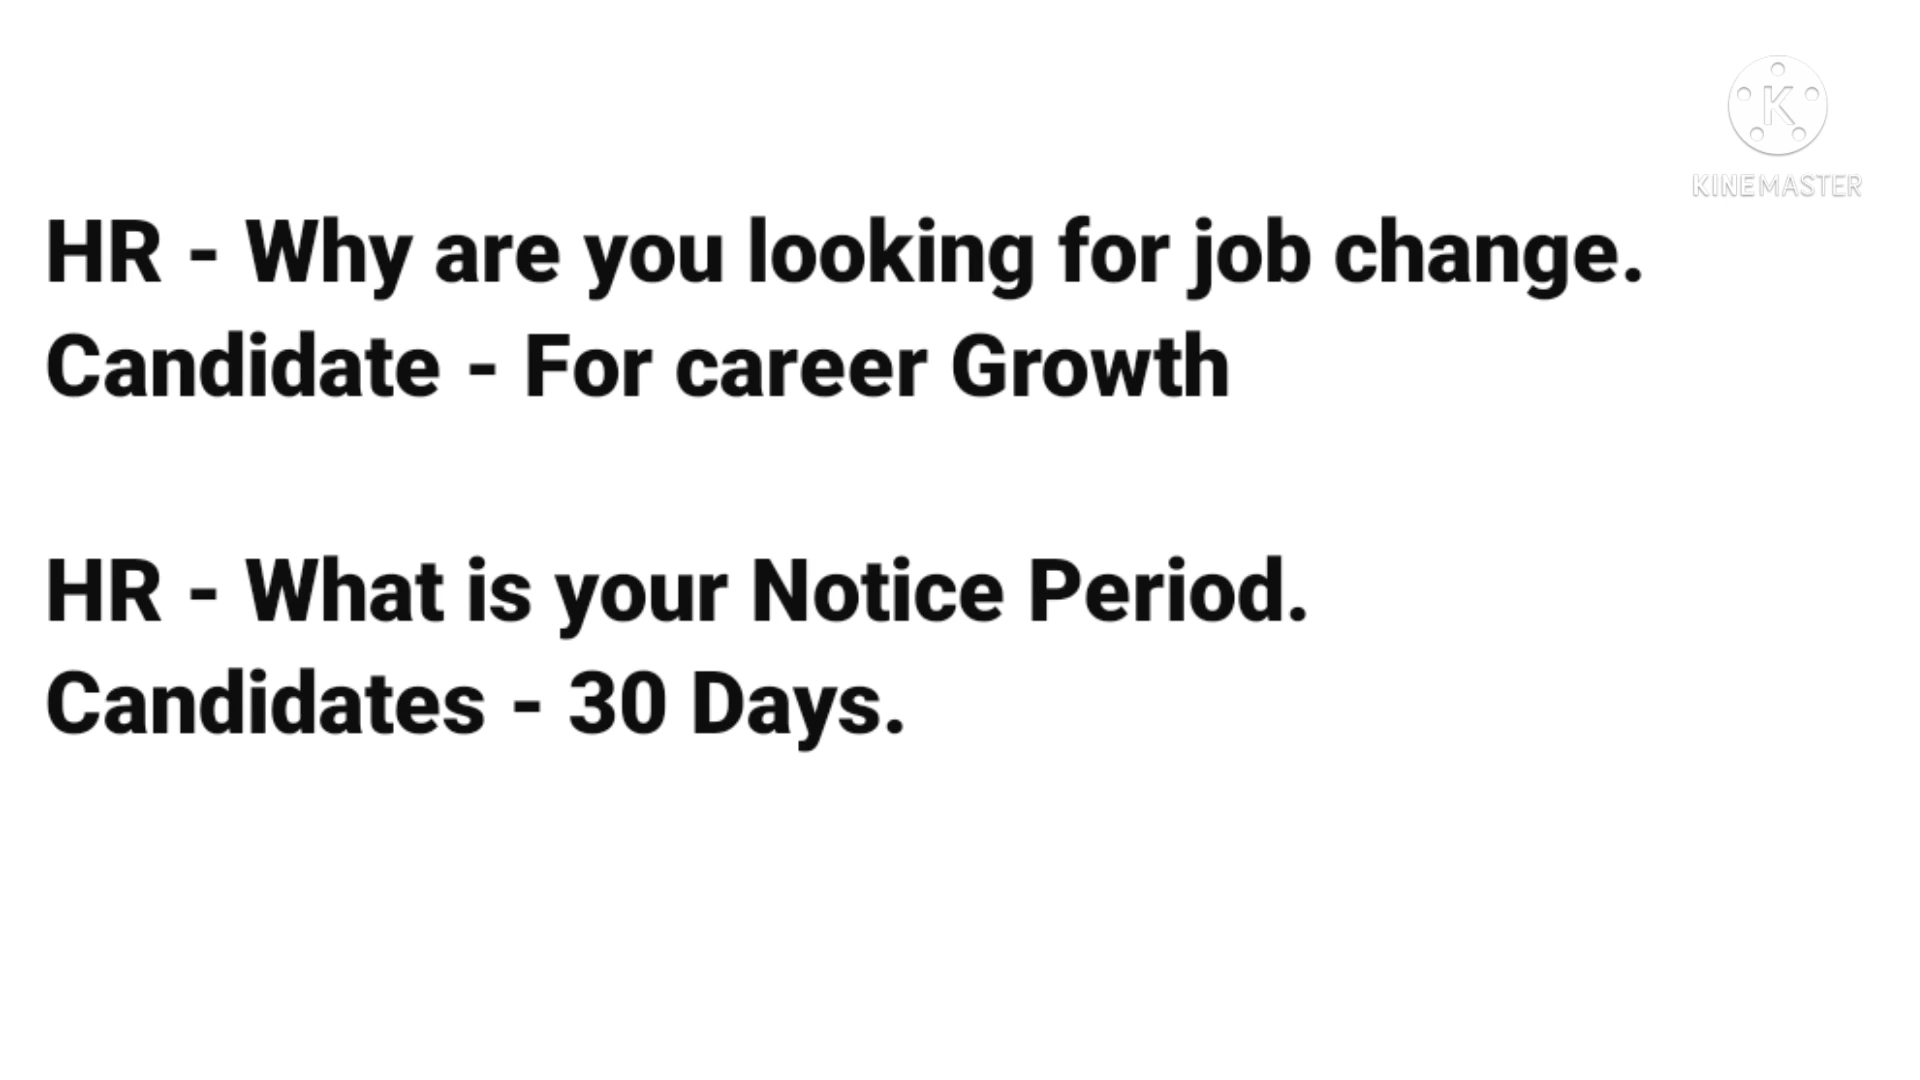 KINEMASTER
HR - Why are you looking for job change.
Candidate - For career Growth
HR - What is your Notice Period.
Candidates - 30 Days.